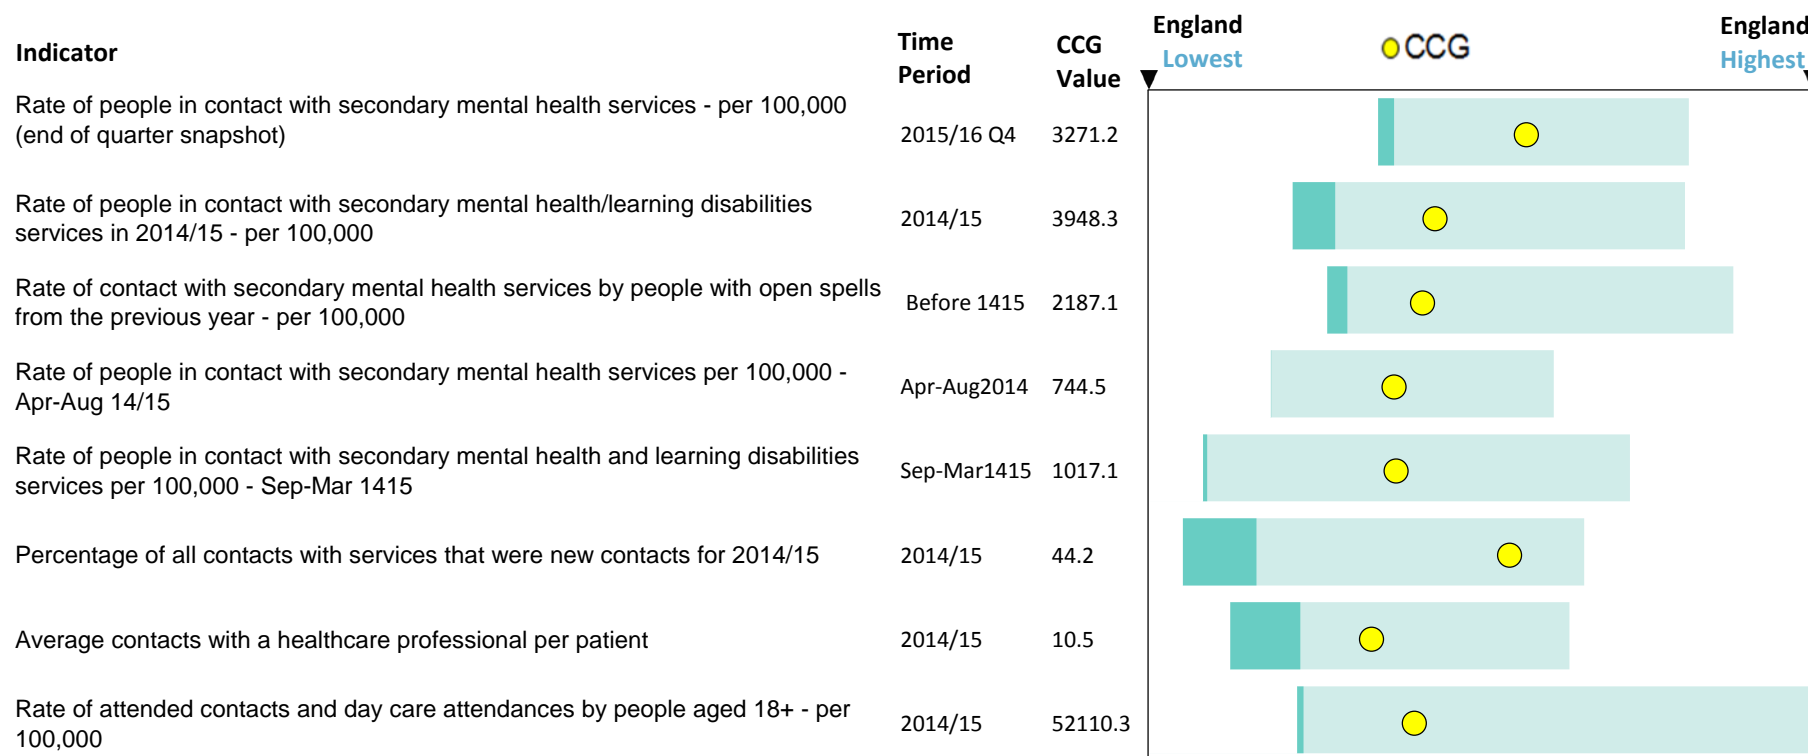 Indicator
Time Period
CCG Value
England Lowest
CCG
England Highest
Rate of people in contact with secondary mental health services - per 100,000
(end of quarter snapshot)
2015/16 Q4
3271.2
Rate of people in contact with secondary mental health/learning disabilities
services in 2014/15 - per 100,000
2014/15
3948.3
Rate of contact with secondary mental health services by people with open spells
from the previous year - per 100,000
Before 1415
2187.1
Rate of people in contact with secondary mental health services per 100,000 -
Apr-Aug 14/15
Apr-Aug2014
744.5
Rate of people in contact with secondary mental health and learning disabilities
services per 100,000 - Sep-Mar 1415
Sep-Mar1415
1017.1
Percentage of all contacts with services that were new contacts for 2014/15
2014/15
44.2
Average contacts with a healthcare professional per patient
2014/15
10.5
Rate of attended contacts and day care attendances by people aged 18+ - per
100,000
2014/15
52110.3